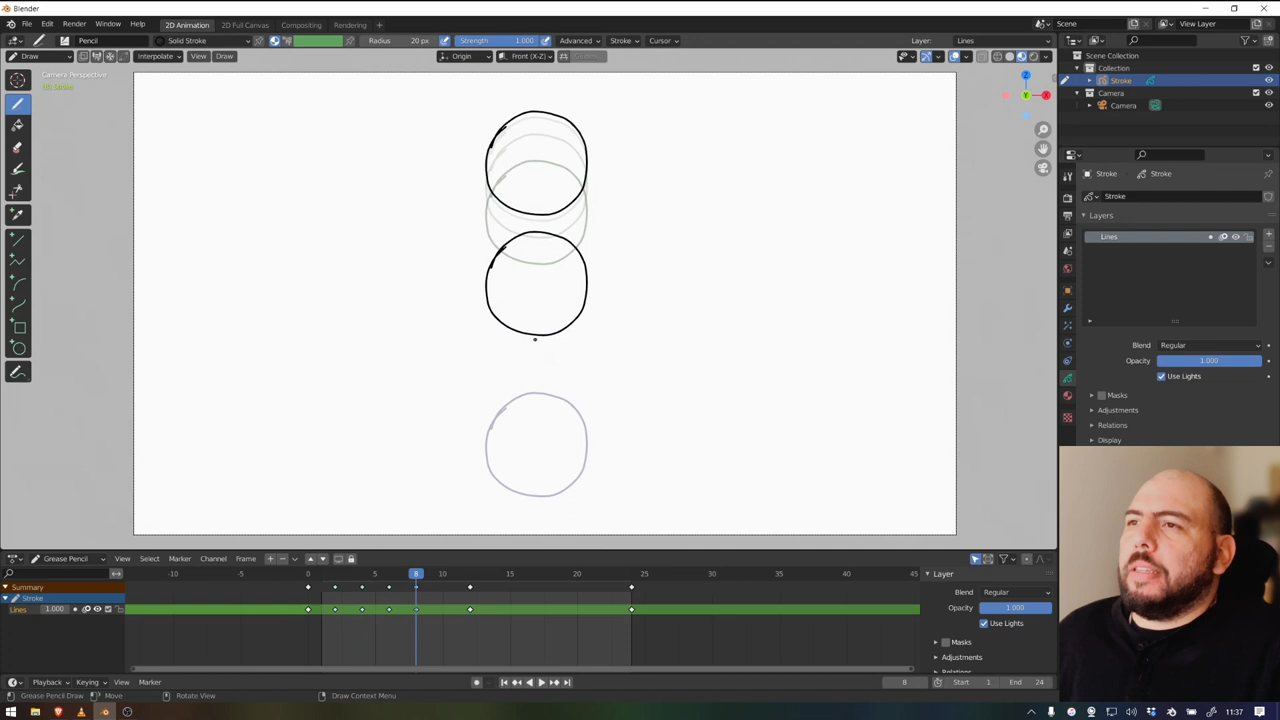 Blender
File Edit Render Window Help 2D Animation 2D Full Canvas Compositing Rendering + Scene View Layer
Pencil Solid Stroke Radius 20 px Strength 1.000 Advanced Stroke Cursor Layer: Lines
Draw Interpolate View Draw Origin Front (X-Z)
Camera Perspective
Scene Collection
Collection
Stroke
Camera
Camera
Z
Y
X
Stroke Stroke
Stroke
Layers
Lines
Blend Regular
Opacity 1.000
Use Lights
Masks
Adjustments
Relations
Display
Grease Pencil View Select Marker Channel Frame
-10 -5 0 5 8 10 15 20 25 30 35 40 45
Summary
Stroke
Lines 1.000
Layer
Blend Regular
Opacity 1.000
Use Lights
Masks
Adjustments
Playback Keying View Marker 8 Start 1 End 24
Grease Pencil Draw Move Rotate View Draw Context Menu
11:37